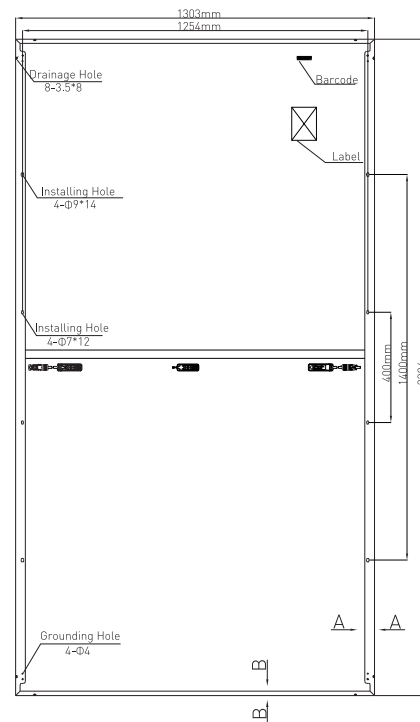 1303mm
1254mm
Drainage Hole
8-3.5*8
Barcode
Label
Installing Hole
4-Φ9*14
Installing Hole
4-Φ7*12
400mm
1400mm
A A
Grounding Hole
4-Φ4
B
B